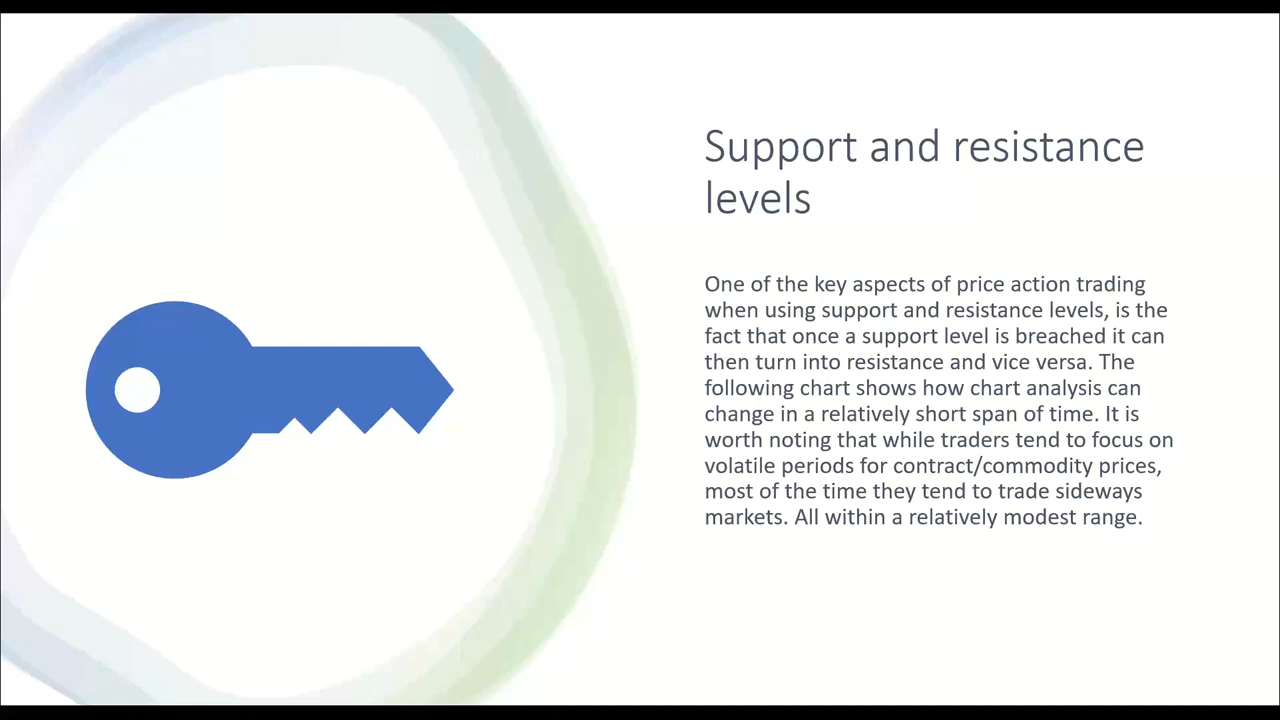 Support and resistance
levels
One of the key aspects of price action trading
when using support and resistance levels, is the
fact that once a support level is breached it can
then turn into resistance and vice versa. The
following chart shows how chart analysis can
change in a relatively short span of time. It is
worth noting that while traders tend to focus on
volatile periods for contract/commodity prices,
most of the time they tend to trade sideways
markets. All within a relatively modest range.